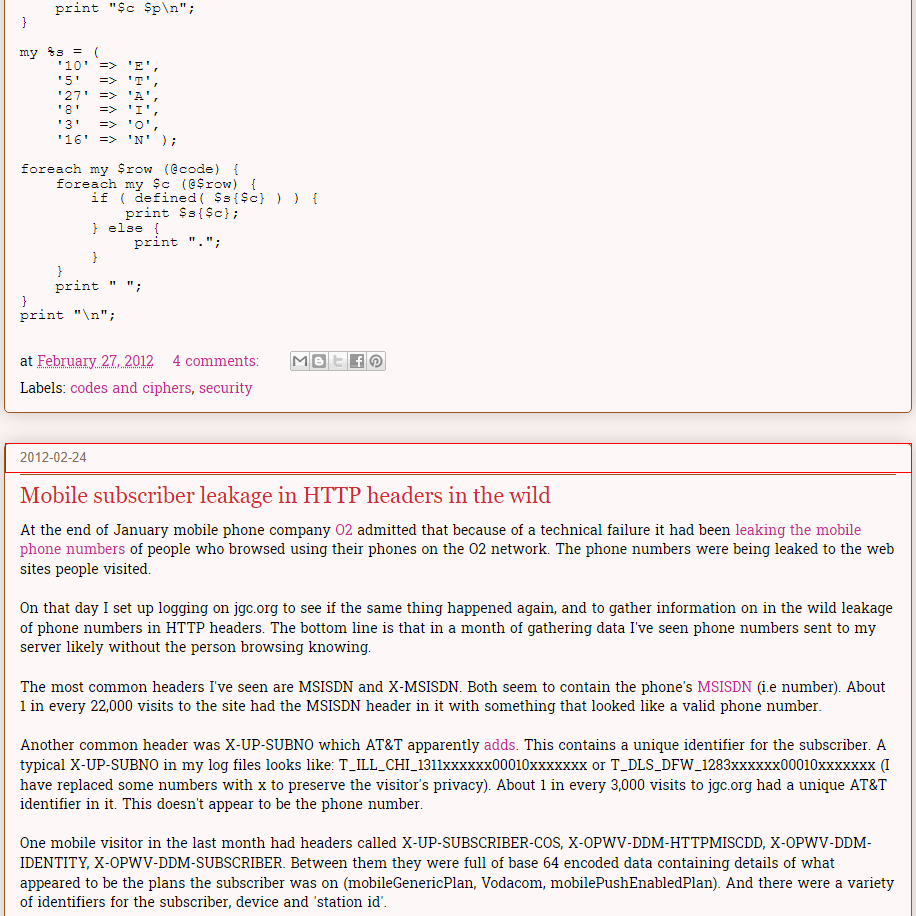 print "$c $p\n";
}
my %s = (
    '10' => 'E',
    '5'  => 'T',
    '27' => 'A',
    '8'  => 'I',
    '3'  => 'O',
    '16' => 'N' );
foreach my $row (@code) {
    foreach my $c (@$row) {
        if ( defined( $s{$c} ) ) {
            print $s{$c};
        } else {
             print ".";
        }
    }
    print " ";
}
print "\n";
at February 27, 2012 4 comments:
Labels: codes and ciphers, security
2012-02-24
Mobile subscriber leakage in HTTP headers in the wild
At the end of January mobile phone company O2 admitted that because of a technical failure it had been leaking the mobile
phone numbers of people who browsed using their phones on the O2 network. The phone numbers were being leaked to the web
sites people visited.
On that day I set up logging on jgc.org to see if the same thing happened again, and to gather information on in the wild leakage
of phone numbers in HTTP headers. The bottom line is that in a month of gathering data I've seen phone numbers sent to my
server likely without the person browsing knowing.
The most common headers I've seen are MSISDN and X-MSISDN. Both seem to contain the phone's MSISDN (i.e number). About
1 in every 22,000 visits to the site had the MSISDN header in it with something that looked like a valid phone number.
Another common header was X-UP-SUBNO which AT&T apparently adds. This contains a unique identifier for the subscriber. A
typical X-UP-SUBNO in my log files looks like: T_ILL_CHI_1311xxxxxx00010xxxxxxx or T_DLS_DFW_1283xxxxxx00010xxxxxxx (I
have replaced some numbers with x to preserve the visitor's privacy). About 1 in every 3,000 visits to jgc.org had a unique AT&T
identifier in it. This doesn't appear to be the phone number.
One mobile visitor in the last month had headers called X-UP-SUBSCRIBER-COS, X-OPWV-DDM-HTTPMISCDD, X-OPWV-DDM-
IDENTITY, X-OPWV-DDM-SUBSCRIBER. Between them they were full of base 64 encoded data containing details of what
appeared to be the plans the subscriber was on (mobileGenericPlan, Vodacom, mobilePushEnabledPlan). And there were a variety
of identifiers for the subscriber, device and 'station id'.